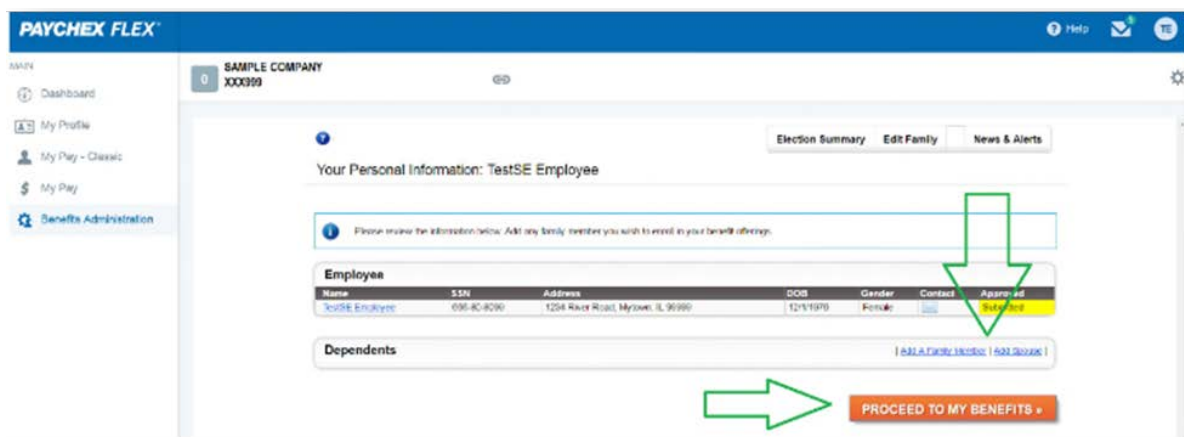 PAYCHEX FLEX®
Help
TE
MAIN
Dashboard
My Profile
My Pay - Classic
My Pay
Benefits Administration
0
SAMPLE COMPANY
XXX999
Election Summary Edit Family News & Alerts
Your Personal Information: TestSE Employee
Please review the information below. Add any family member you wish to enroll in your benefit offerings.
Employee
Name SSN Address DOB Gender Contact Approved
TestSE Employee 1234 River Road, Mytown, IL 99999 Female Submitted
Dependents
| Add A Family Member | Add Spouse |
PROCEED TO MY BENEFITS »